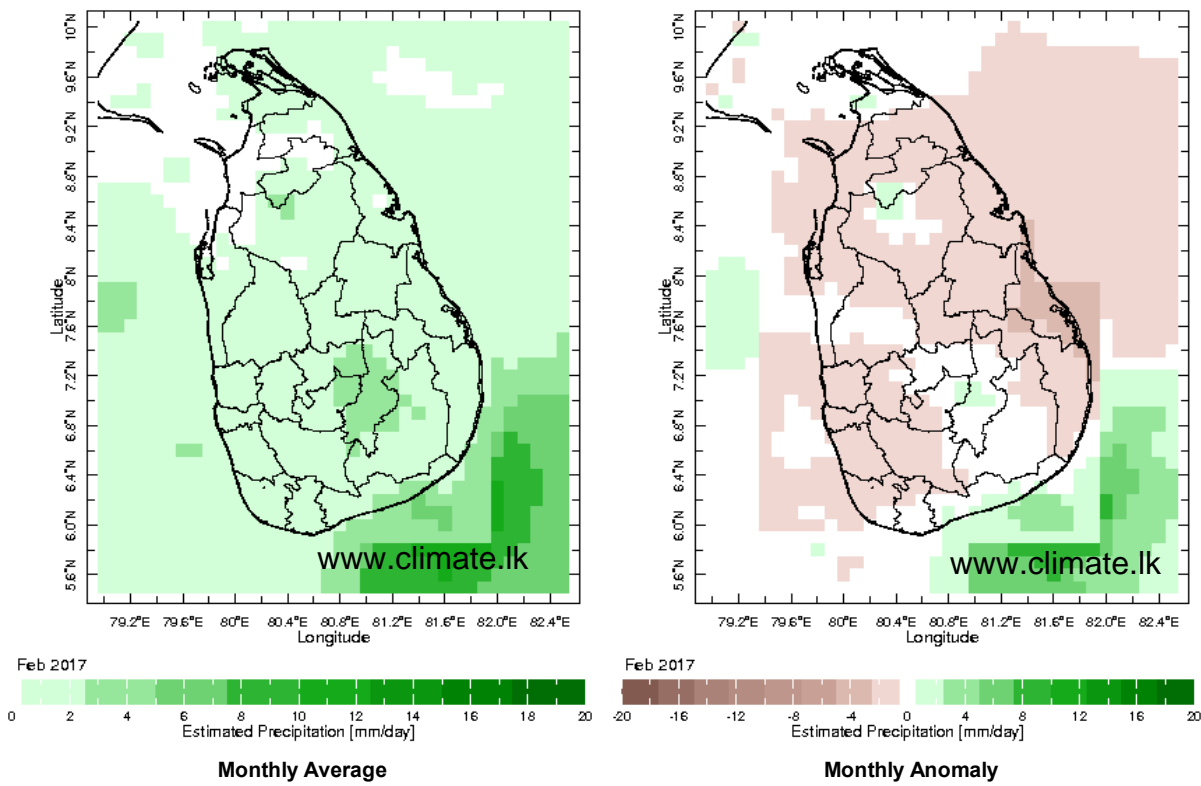 10°N
9.6°N
9.2°N
8.8°N
8.4°N
8°N
7.6°N
7.2°N
6.8°N
6.4°N
6.0°N
5.6°N
Latitude
www.climate.lk
79.2°E 79.6°E 80°E 80.4°E 80.8°E 81.2°E 81.6°E 82.0°E 82.4°E
Longitude
Feb 2017
0 2 4 6 8 10 12 14 16 18 20
Estimated Precipitation [mm/day]
Monthly Average
10°N
9.6°N
9.2°N
8.8°N
8.4°N
8°N
7.6°N
7.2°N
6.8°N
6.4°N
6.0°N
5.6°N
Latitude
www.climate.lk
79.2°E 79.6°E 80°E 80.4°E 80.8°E 81.2°E 81.6°E 82.0°E 82.4°E
Longitude
Feb 2017
-20 -16 -12 -8 -4 0 4 8 12 16 20
Estimated Precipitation [mm/day]
Monthly Anomaly